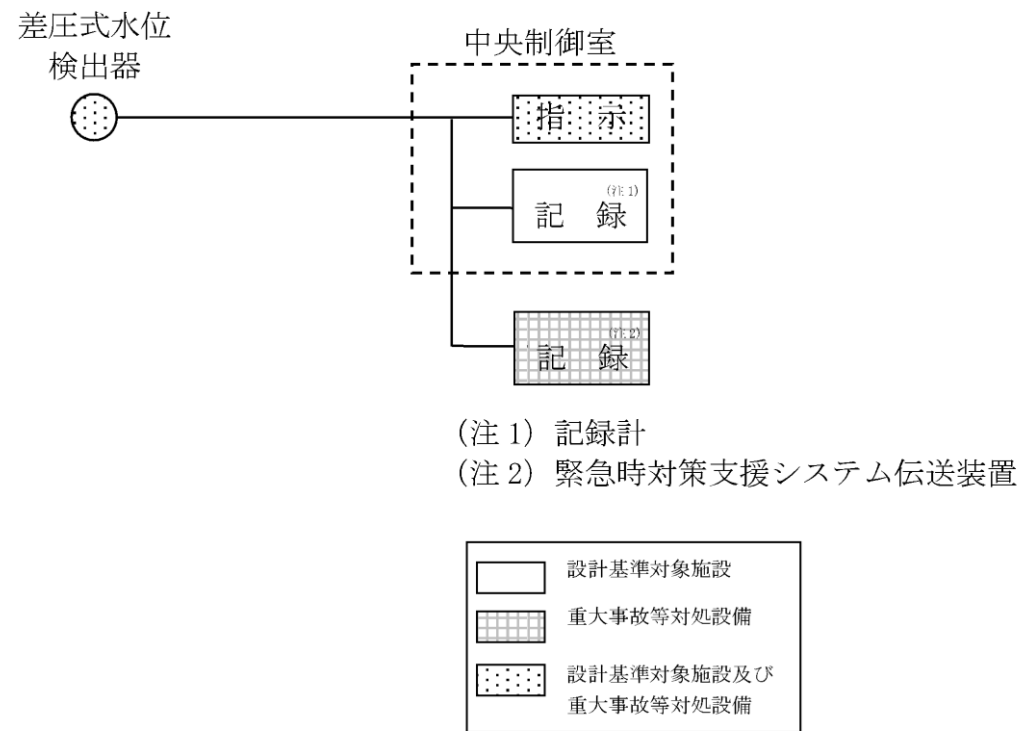 差圧式水位
検出器
中央制御室
指 示
(注1)
記 録
(注2)
記 録
(注1) 記録計
(注2) 緊急時対策支援システム伝送装置
設計基準対象施設
重大事故等対処設備
設計基準対象施設及び
重大事故等対処設備